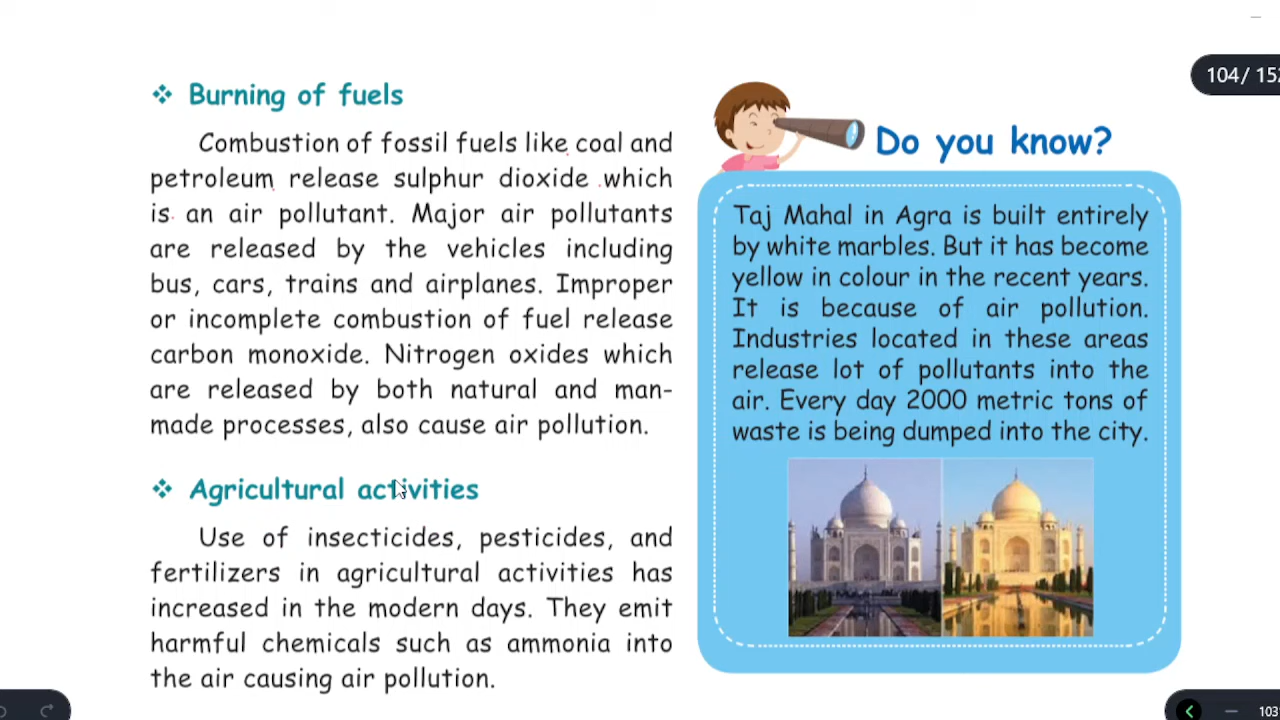 104/ 152
❖ Burning of fuels
Combustion of fossil fuels like coal and
petroleum release sulphur dioxide which
is an air pollutant. Major air pollutants
are released by the vehicles including
bus, cars, trains and airplanes. Improper
or incomplete combustion of fuel release
carbon monoxide. Nitrogen oxides which
are released by both natural and man-
made processes, also cause air pollution.
❖ Agricultural activities
Use of insecticides, pesticides, and
fertilizers in agricultural activities has
increased in the modern days. They emit
harmful chemicals such as ammonia into
the air causing air pollution.
Do you know?
Taj Mahal in Agra is built entirely
by white marbles. But it has become
yellow in colour in the recent years.
It is because of air pollution.
Industries located in these areas
release lot of pollutants into the
air. Every day 2000 metric tons of
waste is being dumped into the city.
103